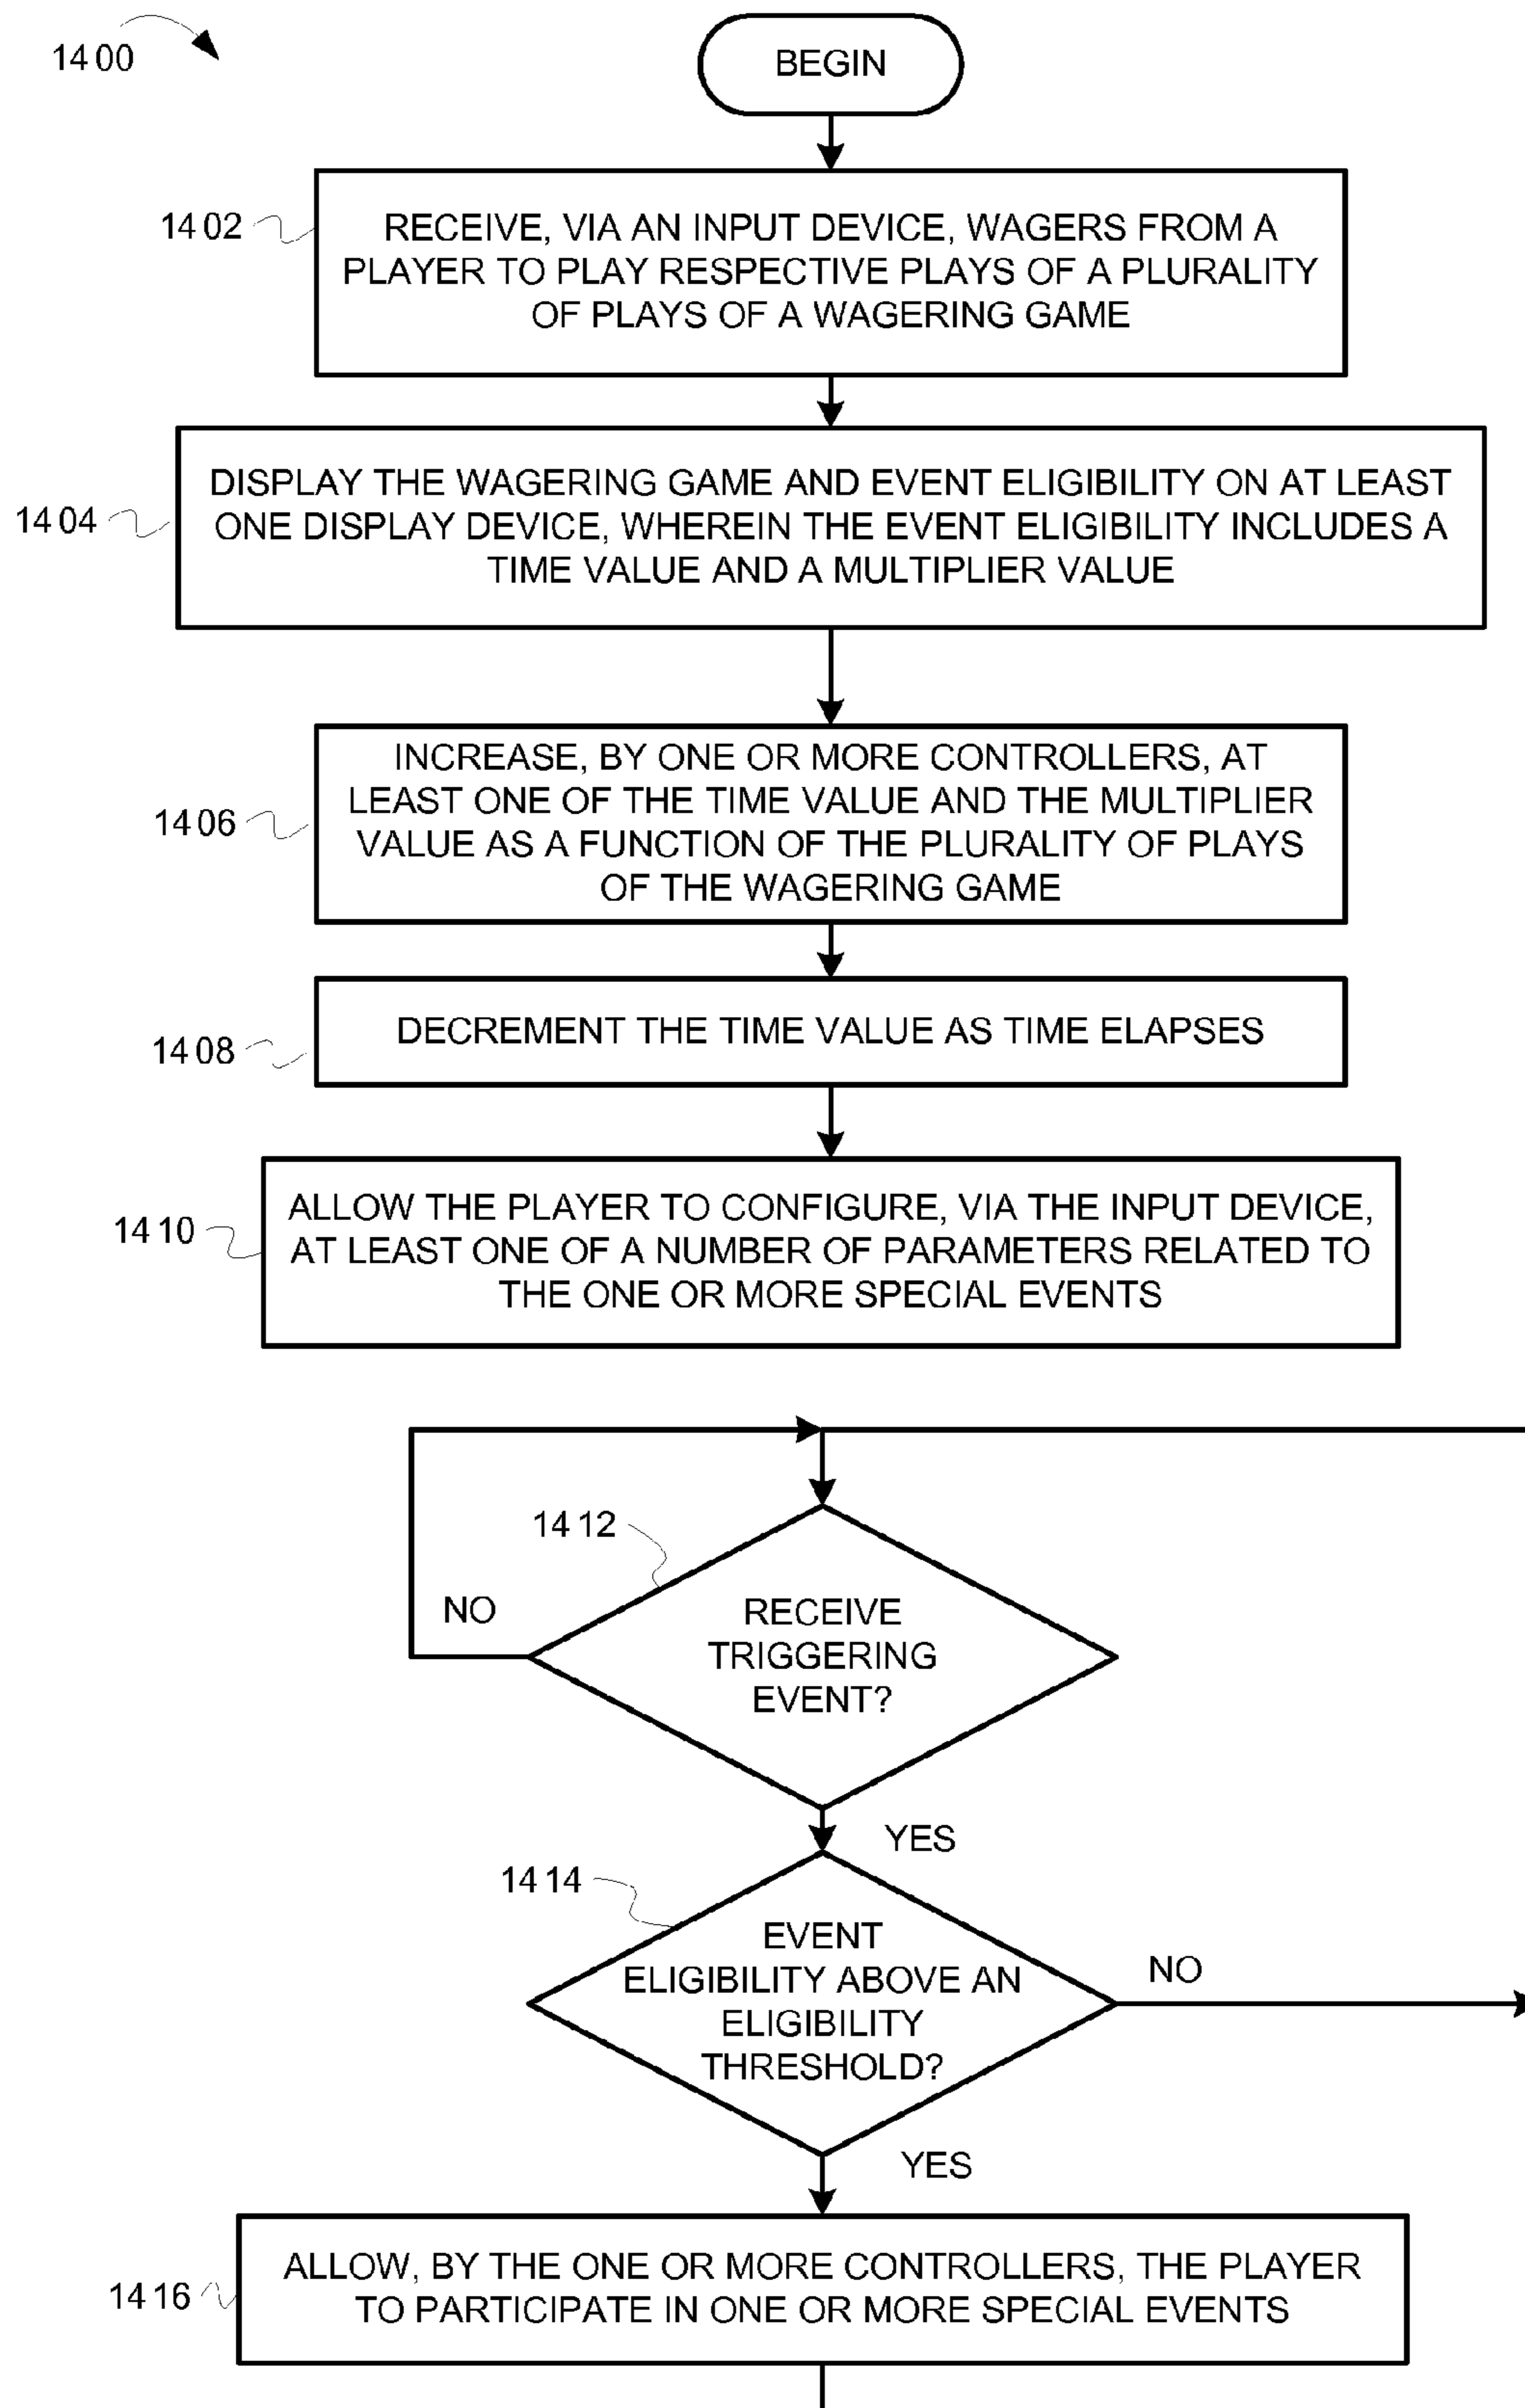 1400
BEGIN
1402
RECEIVE, VIA AN INPUT DEVICE, WAGERS FROM A
PLAYER TO PLAY RESPECTIVE PLAYS OF A PLURALITY
OF PLAYS OF A WAGERING GAME
1404
DISPLAY THE WAGERING GAME AND EVENT ELIGIBILITY ON AT LEAST
ONE DISPLAY DEVICE, WHEREIN THE EVENT ELIGIBILITY INCLUDES A
TIME VALUE AND A MULTIPLIER VALUE
1406
INCREASE, BY ONE OR MORE CONTROLLERS, AT
LEAST ONE OF THE TIME VALUE AND THE MULTIPLIER
VALUE AS A FUNCTION OF THE PLURALITY OF PLAYS
OF THE WAGERING GAME
1408
DECREMENT THE TIME VALUE AS TIME ELAPSES
1410
ALLOW THE PLAYER TO CONFIGURE, VIA THE INPUT DEVICE,
AT LEAST ONE OF A NUMBER OF PARAMETERS RELATED TO
THE ONE OR MORE SPECIAL EVENTS
1412
NO
RECEIVE
TRIGGERING
EVENT?
YES
1414
EVENT
ELIGIBILITY ABOVE AN
ELIGIBILITY
THRESHOLD?
NO
YES
1416
ALLOW, BY THE ONE OR MORE CONTROLLERS, THE PLAYER
TO PARTICIPATE IN ONE OR MORE SPECIAL EVENTS